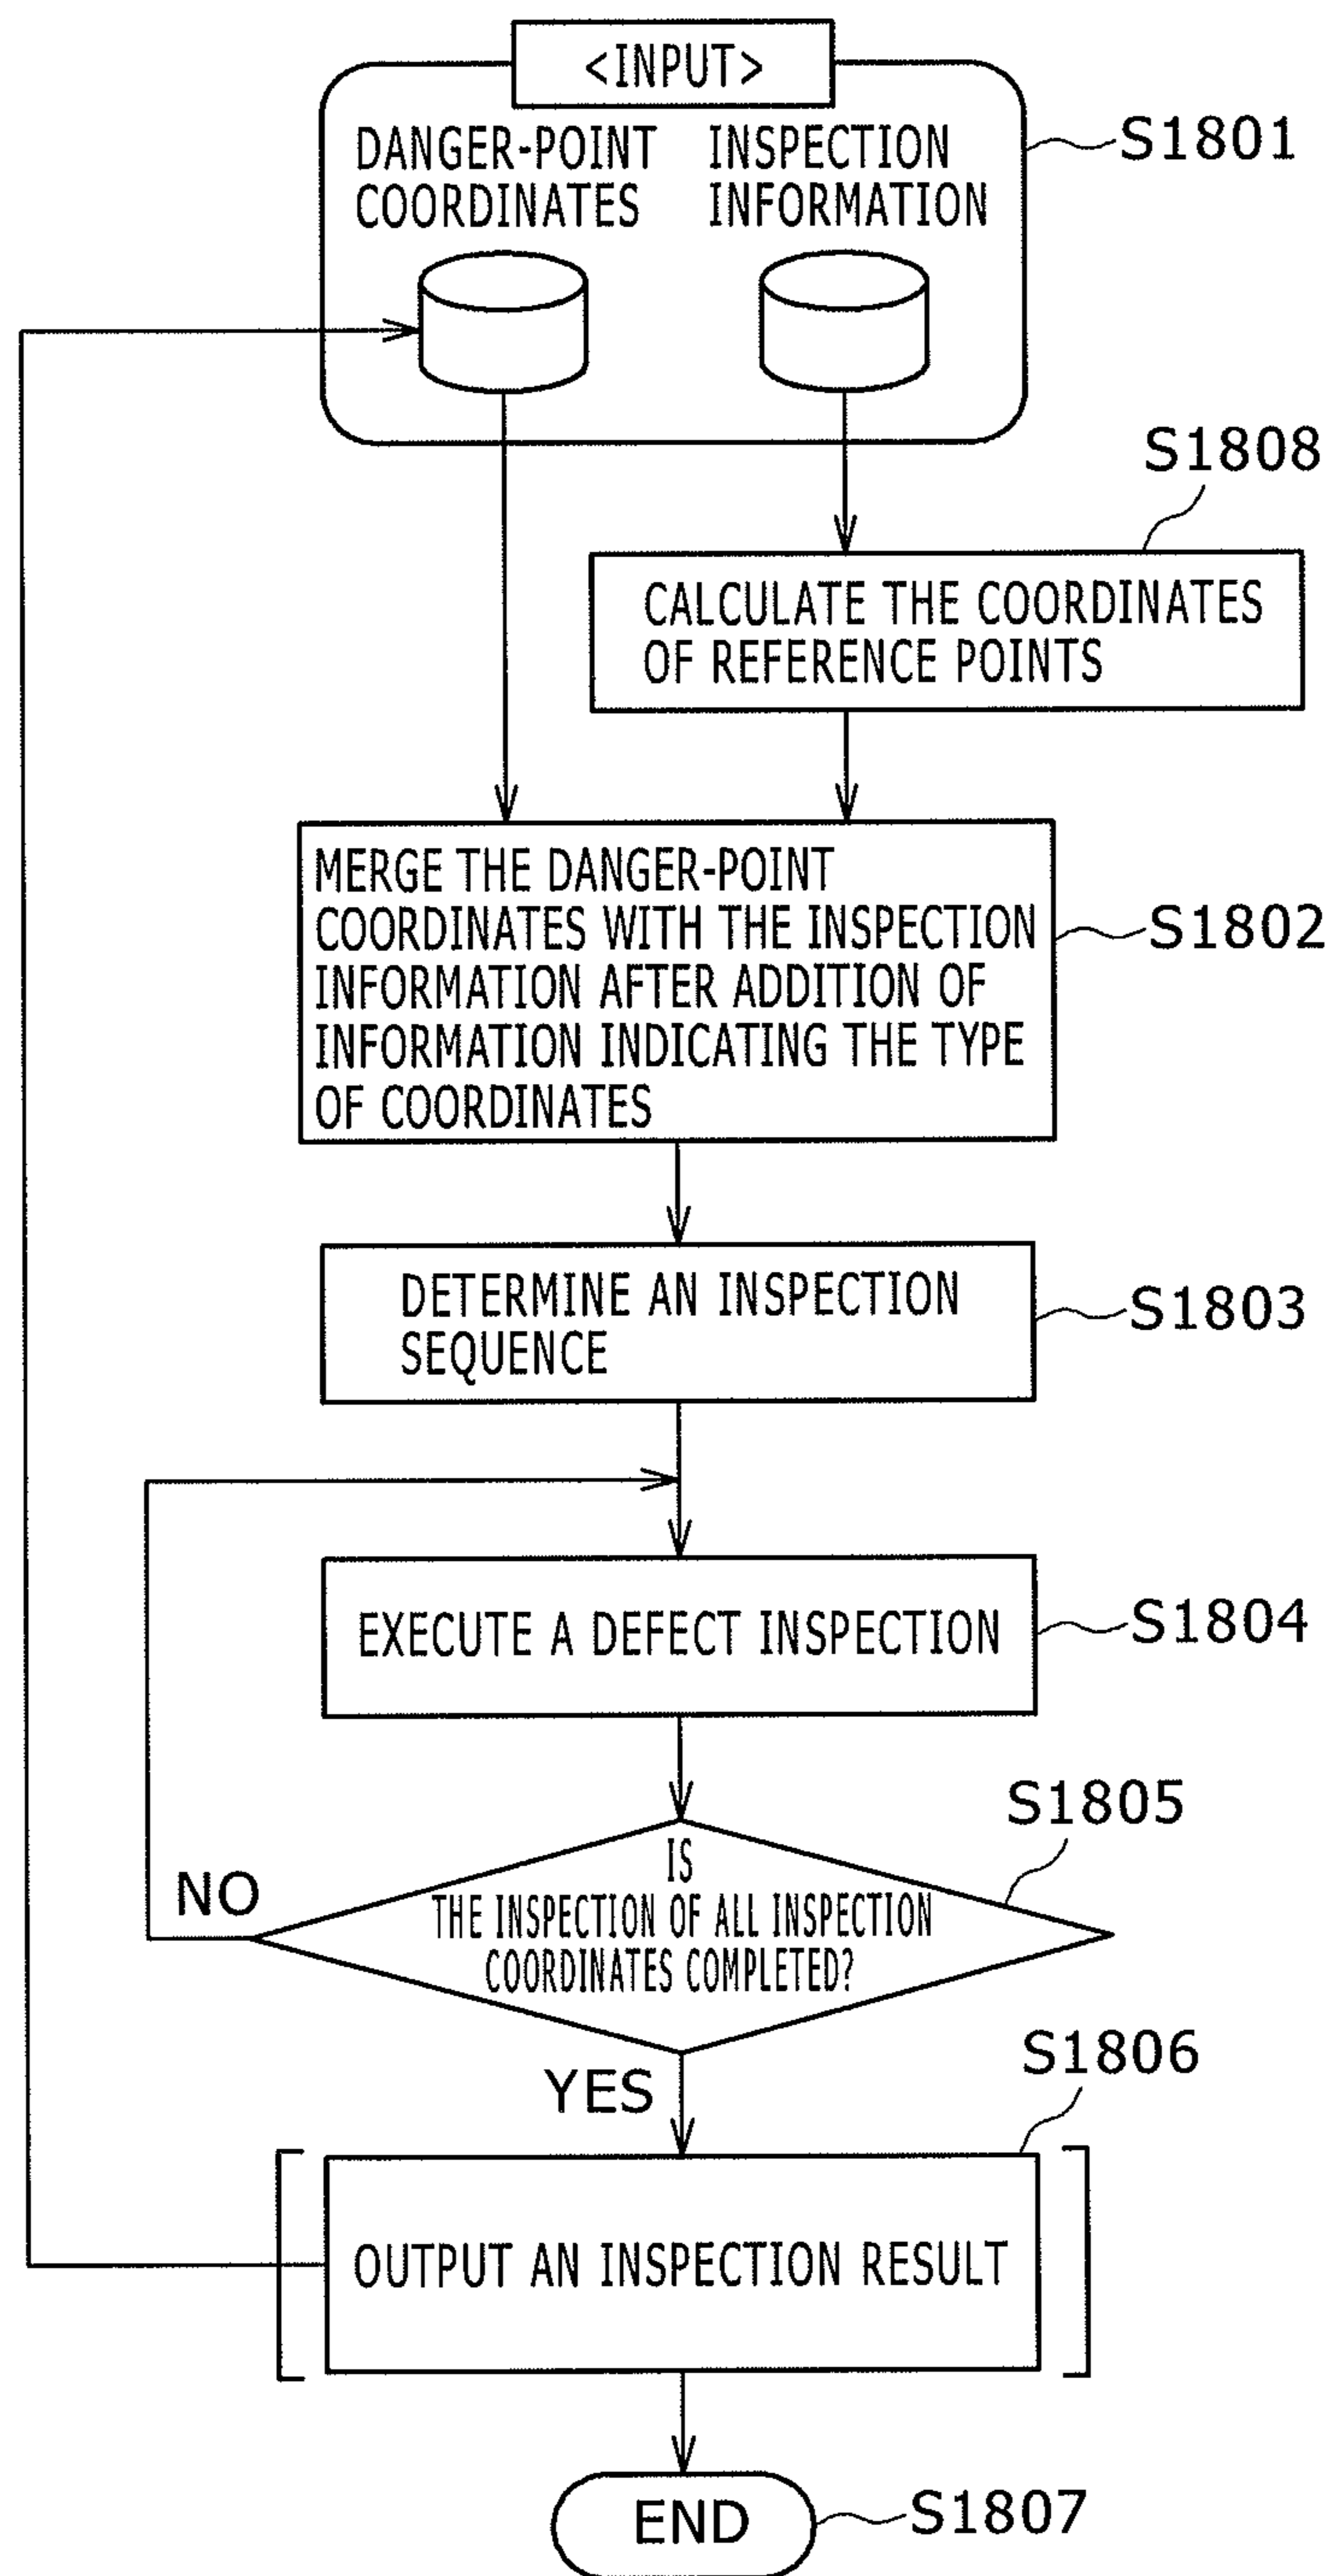 <INPUT>
DANGER-POINT
COORDINATES
INSPECTION
INFORMATION
S1801
S1808
CALCULATE THE COORDINATES
OF REFERENCE POINTS
MERGE THE DANGER-POINT
COORDINATES WITH THE INSPECTION
INFORMATION AFTER ADDITION OF
INFORMATION INDICATING THE TYPE
OF COORDINATES
S1802
DETERMINE AN INSPECTION
SEQUENCE
S1803
EXECUTE A DEFECT INSPECTION
S1804
S1805
IS
THE INSPECTION OF ALL INSPECTION
COORDINATES COMPLETED?
NO
YES
S1806
OUTPUT AN INSPECTION RESULT
END
S1807